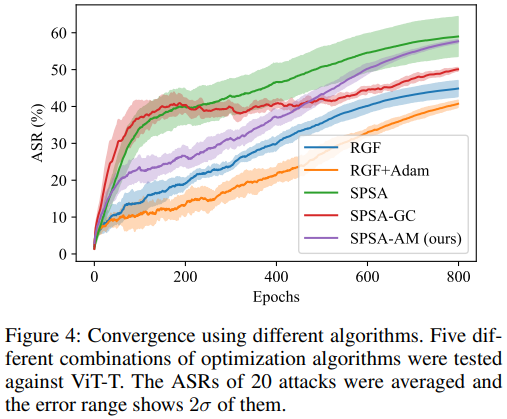 60
50
40
30
20
10
0
ASR (%)
RGF
RGF+Adam
SPSA
SPSA-GC
SPSA-AM (ours)
0 200 400 600 800
Epochs
Figure 4: Convergence using different algorithms. Five dif-
ferent combinations of optimization algorithms were tested
against ViT-T. The ASRs of 20 attacks were averaged and
the error range shows 2σ of them.